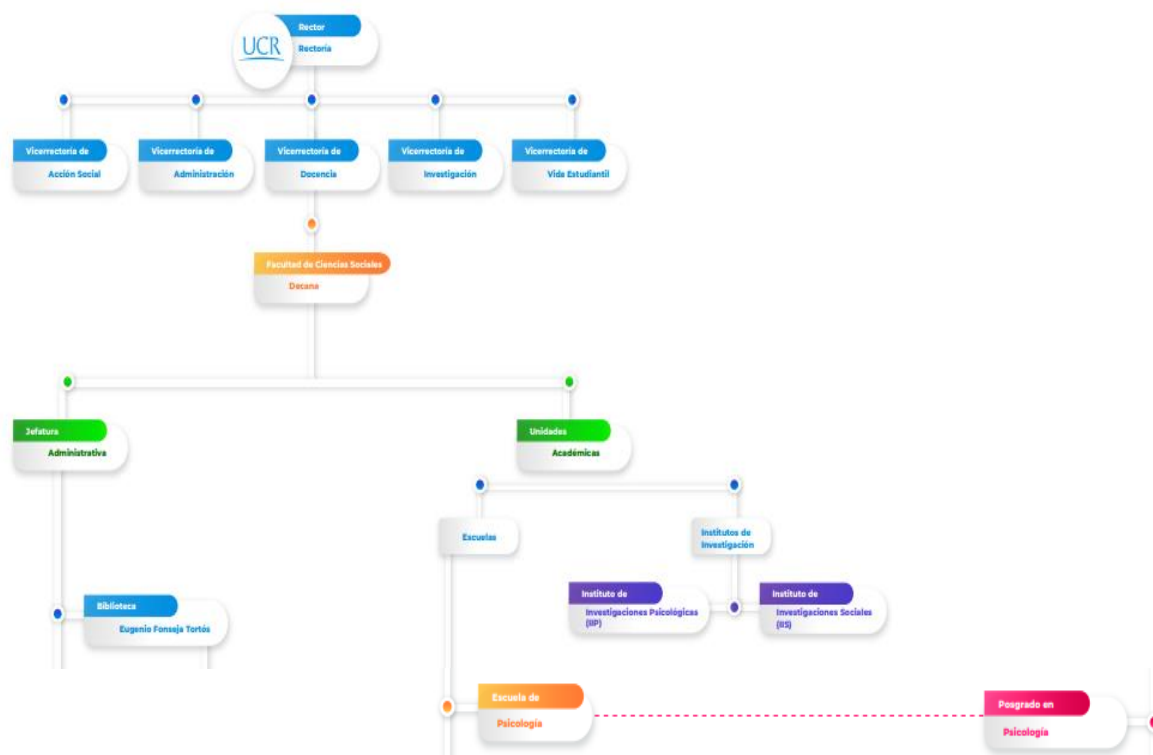 UCR
Rector
Rectoría
Vicerrectoría de
Acción Social
Vicerrectoría de
Administración
Vicerrectoría de
Docencia
Vicerrectoría de
Investigación
Vicerrectoría de
Vida Estudiantil
Facultad de Ciencias Sociales
Decana
Jefatura
Administrativa
Unidades
Académicas
Escuelas
Institutos de
Investigación
Biblioteca
Eugenio Fonseja Tortós
Instituto de
Investigaciones Psicológicas
(IIP)
Instituto de
Investigaciones Sociales
(IIS)
Escuela de
Psicología
Posgrado en
Psicología